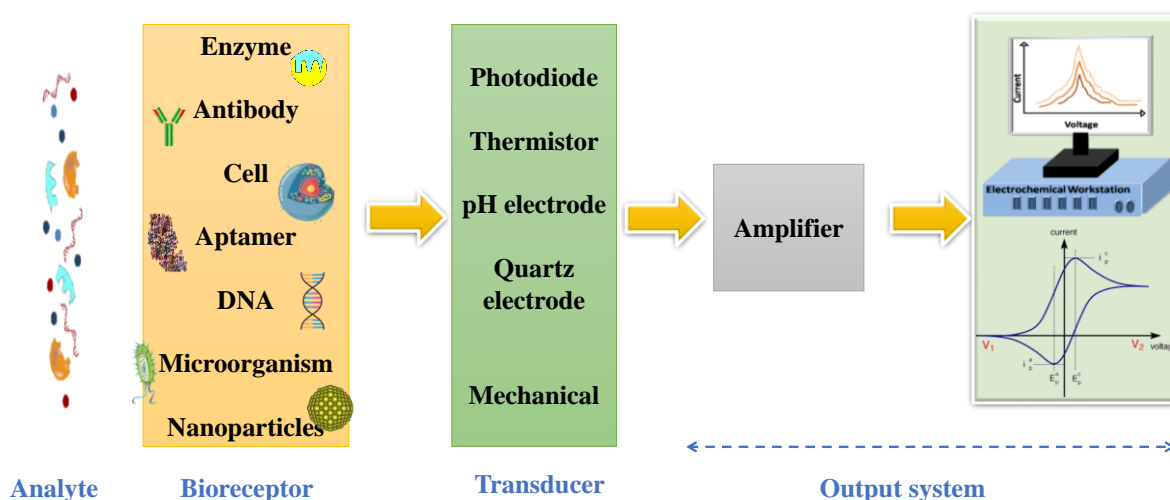 Enzyme
Antibody
Cell
Aptamer
DNA
Microorganism
Nanoparticles
Photodiode
Thermistor
pH electrode
Quartz
electrode
Mechanical
Amplifier
Current
Voltage
Electrochemical Workstation
current
i p c
V1
V2
voltage
i p a
E p a
E p c
Analyte
Bioreceptor
Transducer
Output system